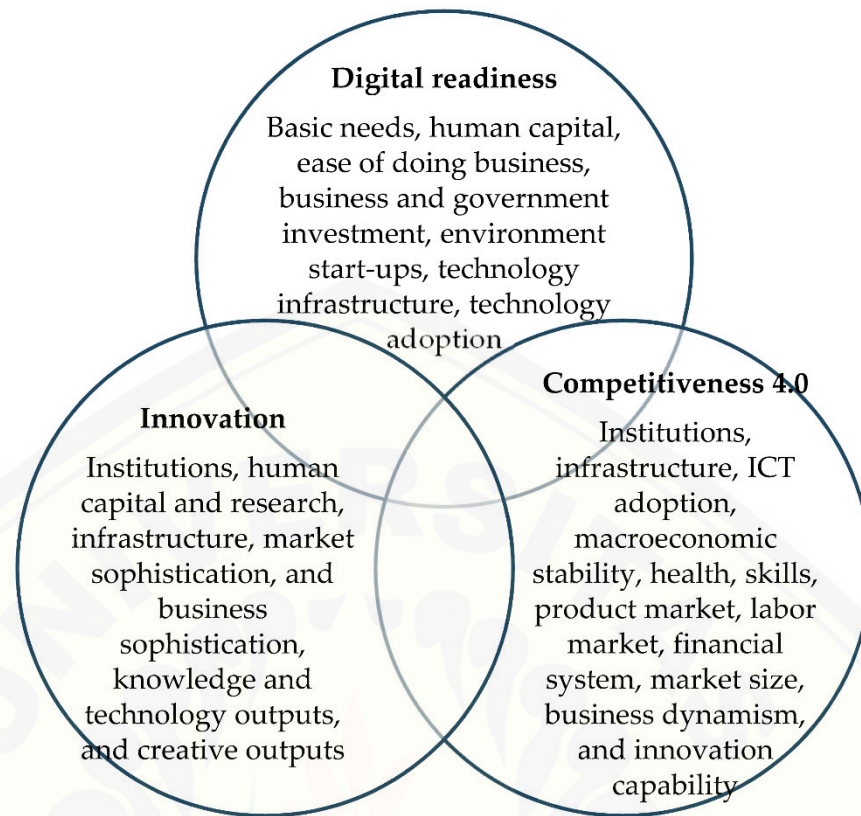 Digital readiness
Basic needs, human capital,
ease of doing business,
business and government
investment, environment
start-ups, technology
infrastructure, technology
adoption
Innovation
Institutions, human
capital and research,
infrastructure, market
sophistication, and
business
sophistication,
knowledge and
technology outputs,
and creative outputs
Competitiveness 4.0
Institutions,
infrastructure, ICT
adoption,
macroeconomic
stability, health, skills,
product market, labor
market, financial
system, market size,
business dynamism,
and innovation
capability